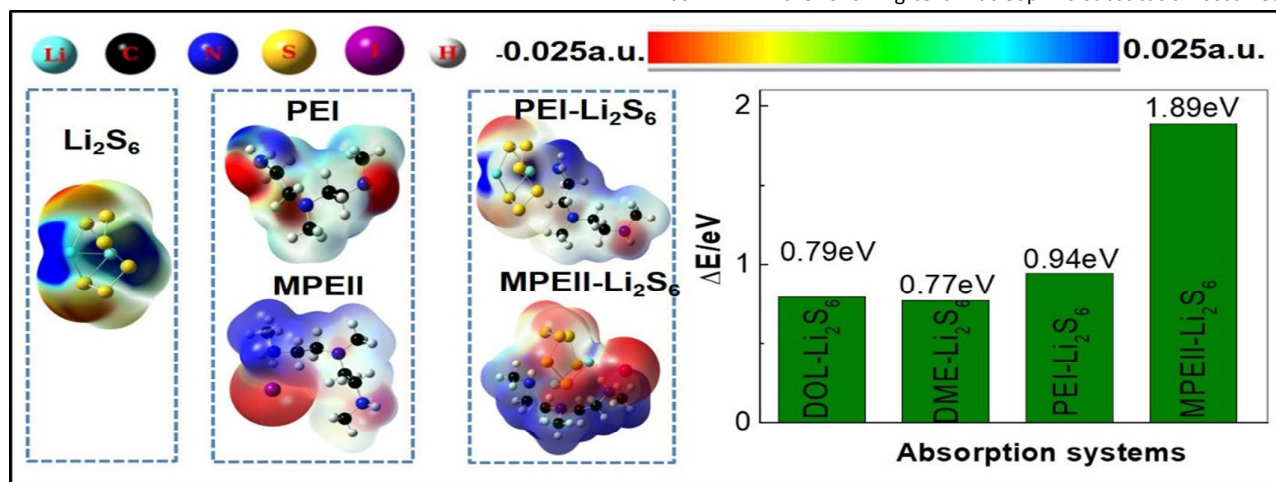 Li C N S I H -0.025a.u. 0.025a.u.
Li₂S₆
PEI
MPEII
PEI-Li₂S₆
MPEII-Li₂S₆
ΔE/eV
2
1
0
0.79eV
0.77eV
0.94eV
1.89eV
DOL-Li₂S₆
DME-Li₂S₆
PEI-Li₂S₆
MPEII-Li₂S₆
Absorption systems